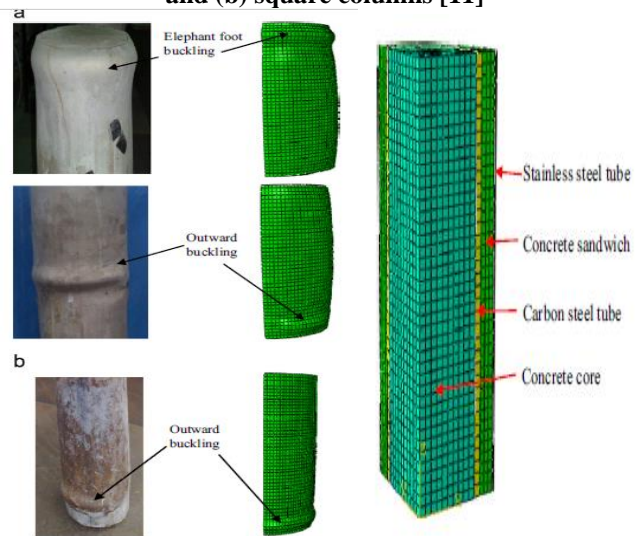 and (b) square columns [11]
a
Elephant foot
buckling
Outward
buckling
b
Outward
buckling
Stainless steel tube
Concrete sandwich
Carbon steel tube
Concrete core